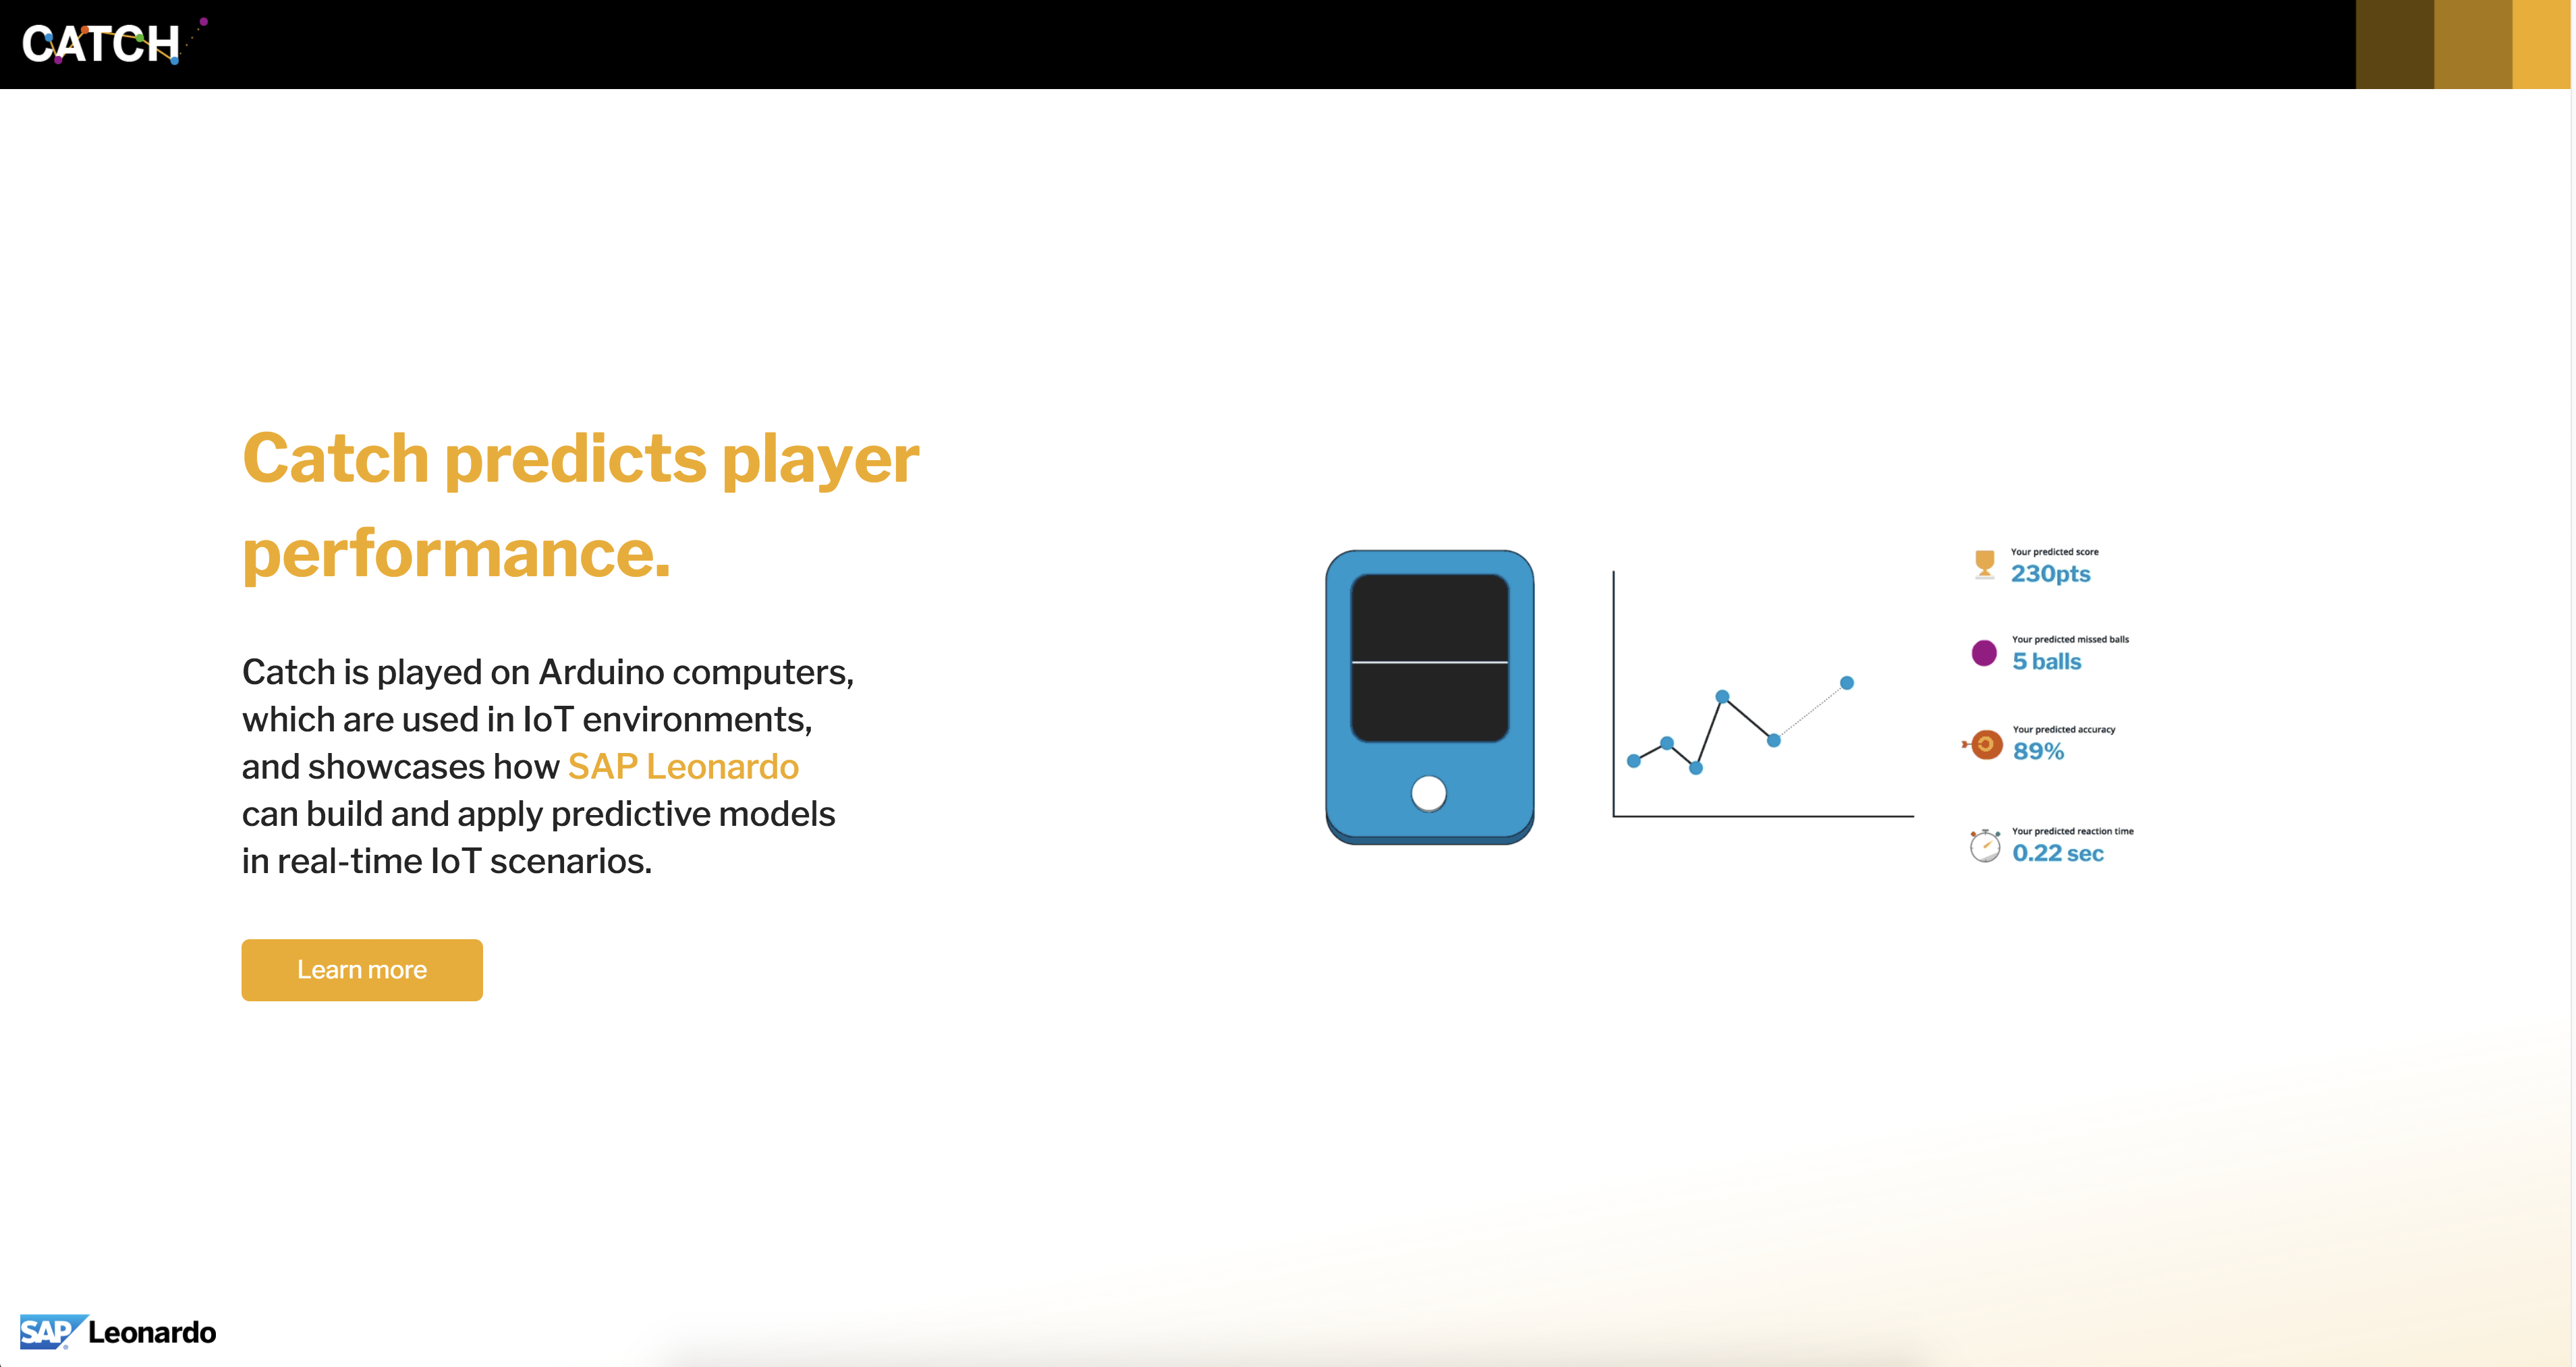 CATCH
Catch predicts player
performance.
Catch is played on Arduino computers,
which are used in IoT environments,
and showcases how SAP Leonardo
can build and apply predictive models
in real-time IoT scenarios.
Learn more
Your predicted score
230pts
Your predicted missed balls
5 balls
Your predicted accuracy
89%
Your predicted reaction time
0.22 sec
SAP Leonardo